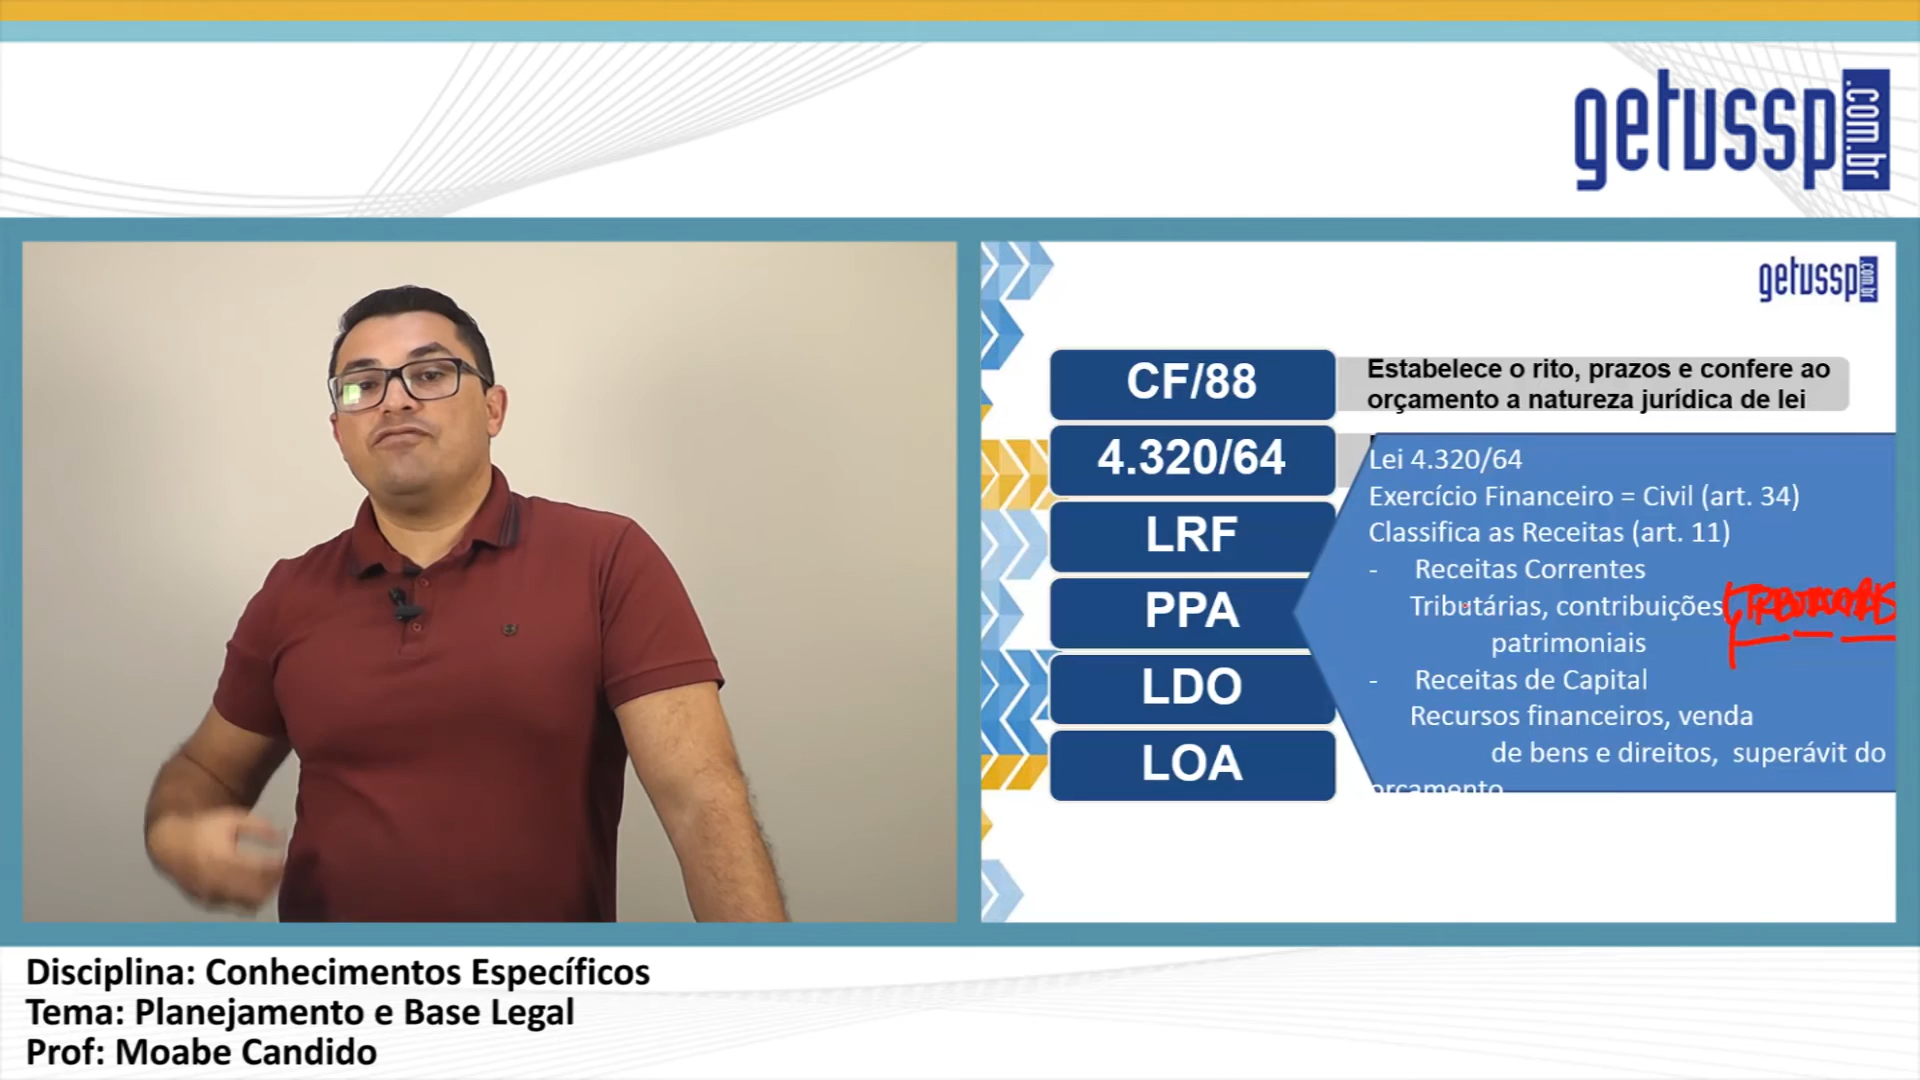 getussp.com.br
getussp.com.br
CF/88
Estabelece o rito, prazos e confere ao
orçamento a natureza jurídica de lei
4.320/64
LRF
PPA
LDO
LOA
Lei 4.320/64
Exercício Financeiro = Civil (art. 34)
Classifica as Receitas (art. 11)
- Receitas Correntes
Tributárias, contribuições,
patrimoniais
- Receitas de Capital
Recursos financeiros, venda
de bens e direitos, superávit do
orçamento
Disciplina: Conhecimentos Específicos
Tema: Planejamento e Base Legal
Prof: Moabe Candido